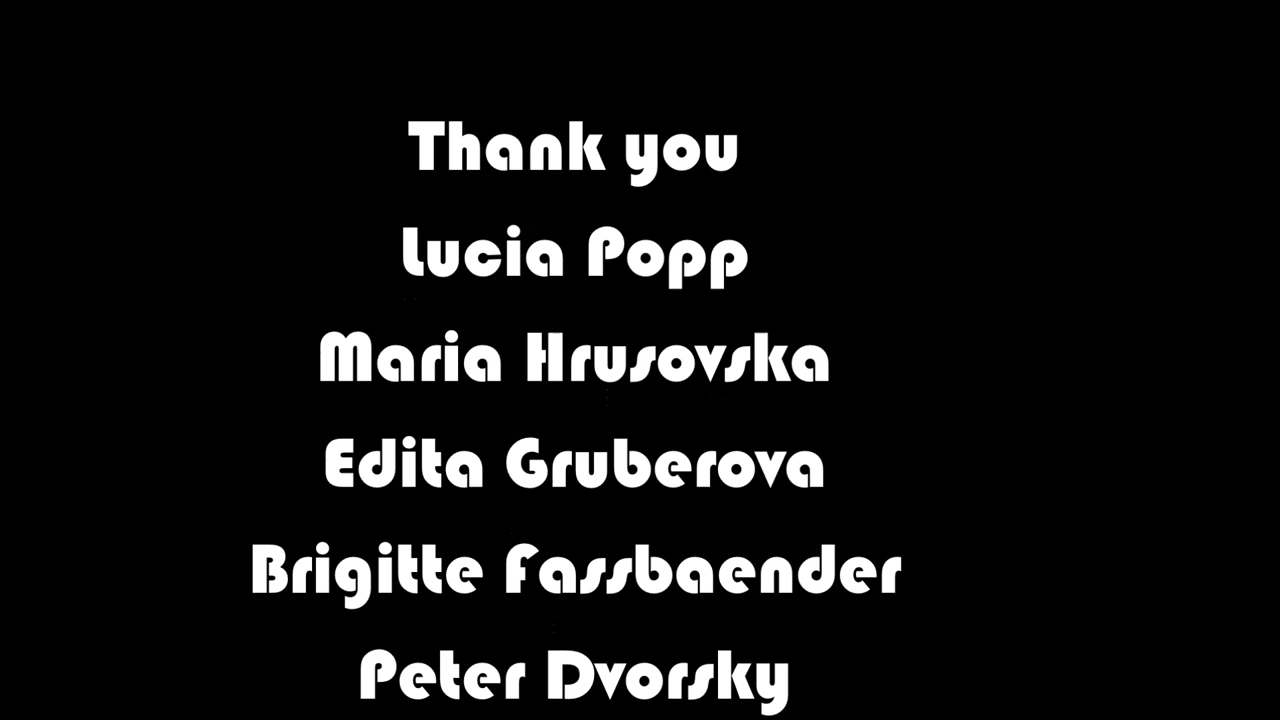 Thank you
Lucia Popp
Maria Hrusovska
Edita Gruberova
Brigitte Fassbaender
Peter Dvorsky